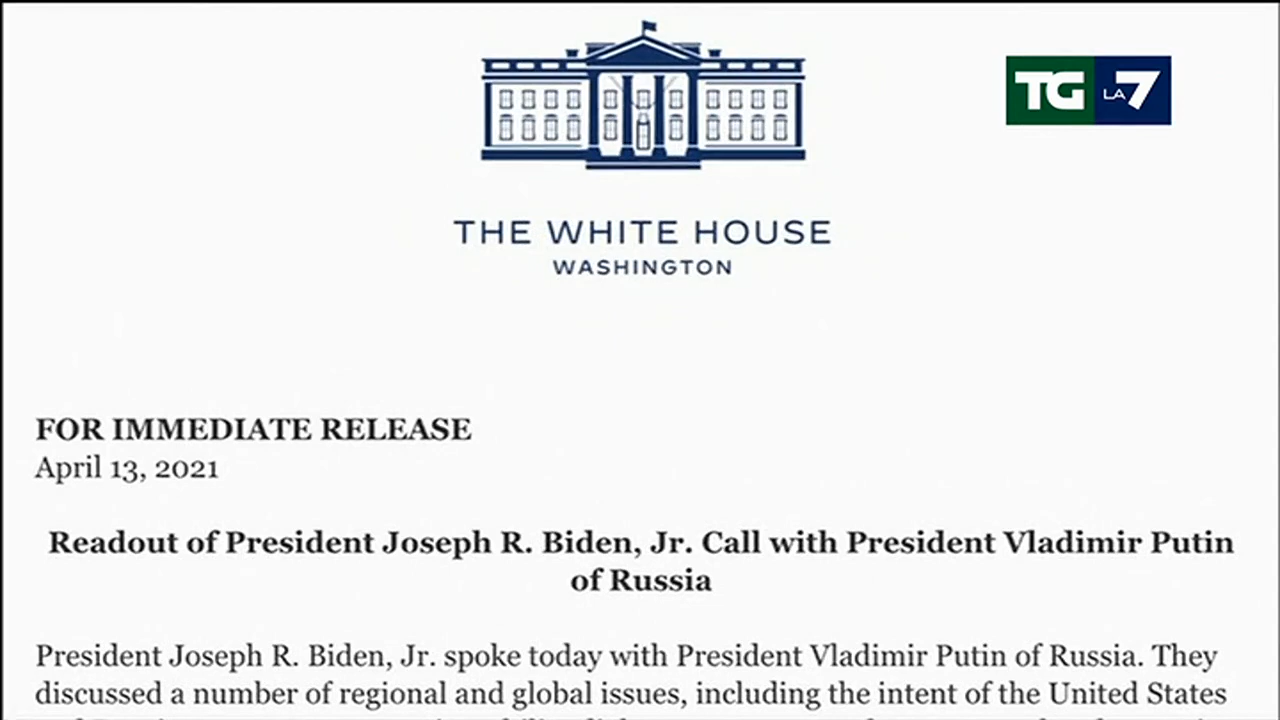 TG LA7
THE WHITE HOUSE
WASHINGTON
FOR IMMEDIATE RELEASE
April 13, 2021
Readout of President Joseph R. Biden, Jr. Call with President Vladimir Putin
of Russia
President Joseph R. Biden, Jr. spoke today with President Vladimir Putin of Russia. They
discussed a number of regional and global issues, including the intent of the United States